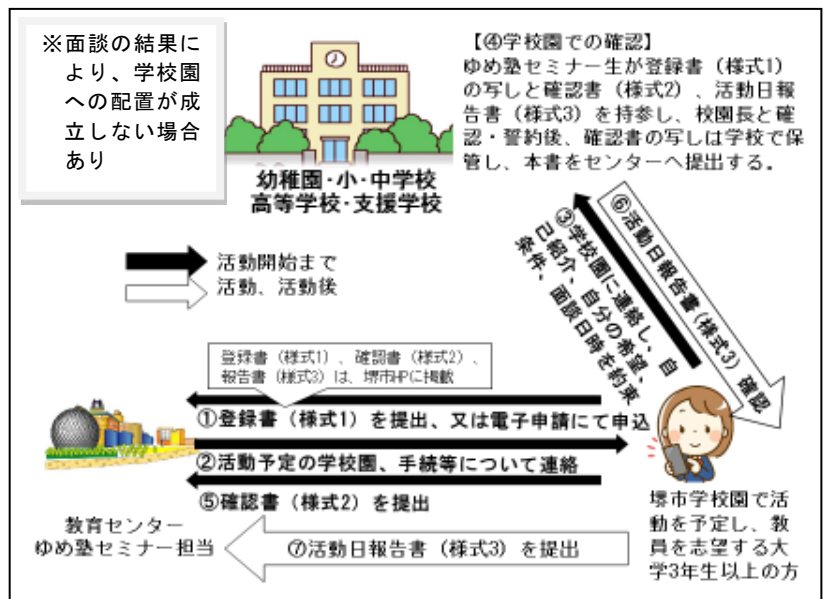 ※面談の結果に
より、学校園
への配置が成
立しない場合
あり
【④学校園での確認】
ゆめ塾セミナー生が登録書（様式1）
の写しと確認書（様式2）、活動日報
告書（様式3）を持参し、校園長と確
認・誓約後、確認書の写しは学校で保
管し、本書をセンターへ提出する。
幼稚園・小・中学校
高等学校・支援学校
活動開始まで
活動、活動後
③学校園に連絡し、自
己紹介、自分の希望、
条件、面談日時を約束
⑥活動日報告書(様式3) 確認
登録書（様式1）、確認書（様式2）、
報告書（様式3）は、堺市HPに掲載
①登録書（様式1）を提出、又は電子申請にて申込
②活動予定の学校園、手続等について連絡
⑤確認書（様式2）を提出
教育センター
ゆめ塾セミナー担当
⑦活動日報告書（様式3）を提出
堺市学校園で活
動を予定し、教
員を志望する大
学3年生以上の方